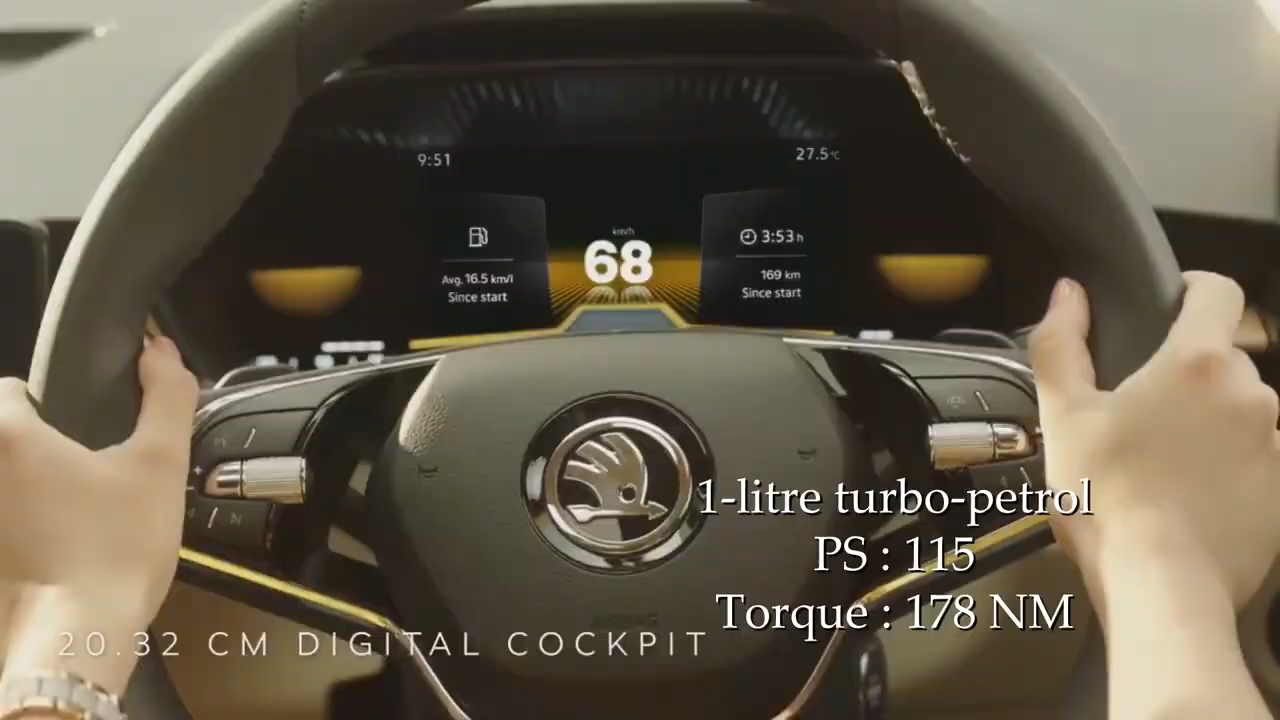 9:51
27.5°C
km/h
68
3:53h
Avg. 16.5 km/l
169 km
Since start
Since start
1-litre turbo-petrol
PS : 115
Torque : 178 NM
20.32 CM DIGITAL COCKPIT